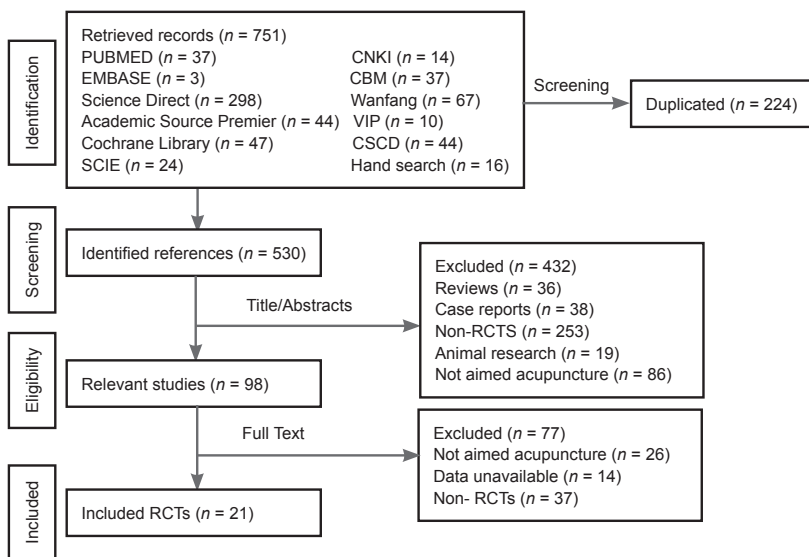 Identification
Retrieved records = 751)
PUBMED (n = 37)
EMBASE (n = 3)
Science Direct (n = 298)
Academic Source Premier (n = 44)
Cochrane Library (n = 47)
SCIE (n = 24)
CNKI (n = 14)
CBM (n = 37)
Wanfang (n = 67)
VIP (n = 10)
CSCD (n = 44)
Hand search (n = 16)
Screening
Duplicated (n = 224)
Screening
Identified references (n = 530)
Title/Abstracts
Excluded (n = 432)
Reviews (n = 36)
Case reports (n = 38)
Non-RCTS (n = 253)
Animal research (n = 19)
Not aimed acupuncture (n = 86)
Eligibility
Relevant studies (n = 98)
Full Text
Excluded (n = 77)
Not aimed acupuncture (n = 26)
Data unavailable (n = 14)
Non- RCTs (n = 37)
Included
Included RCTs (n = 21)